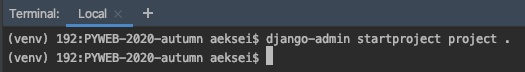 Terminal: Local × +
(venv) 192:PYWEB-2020-autumn aeksei$ django-admin startproject project .
(venv) 192:PYWEB-2020-autumn aeksei$